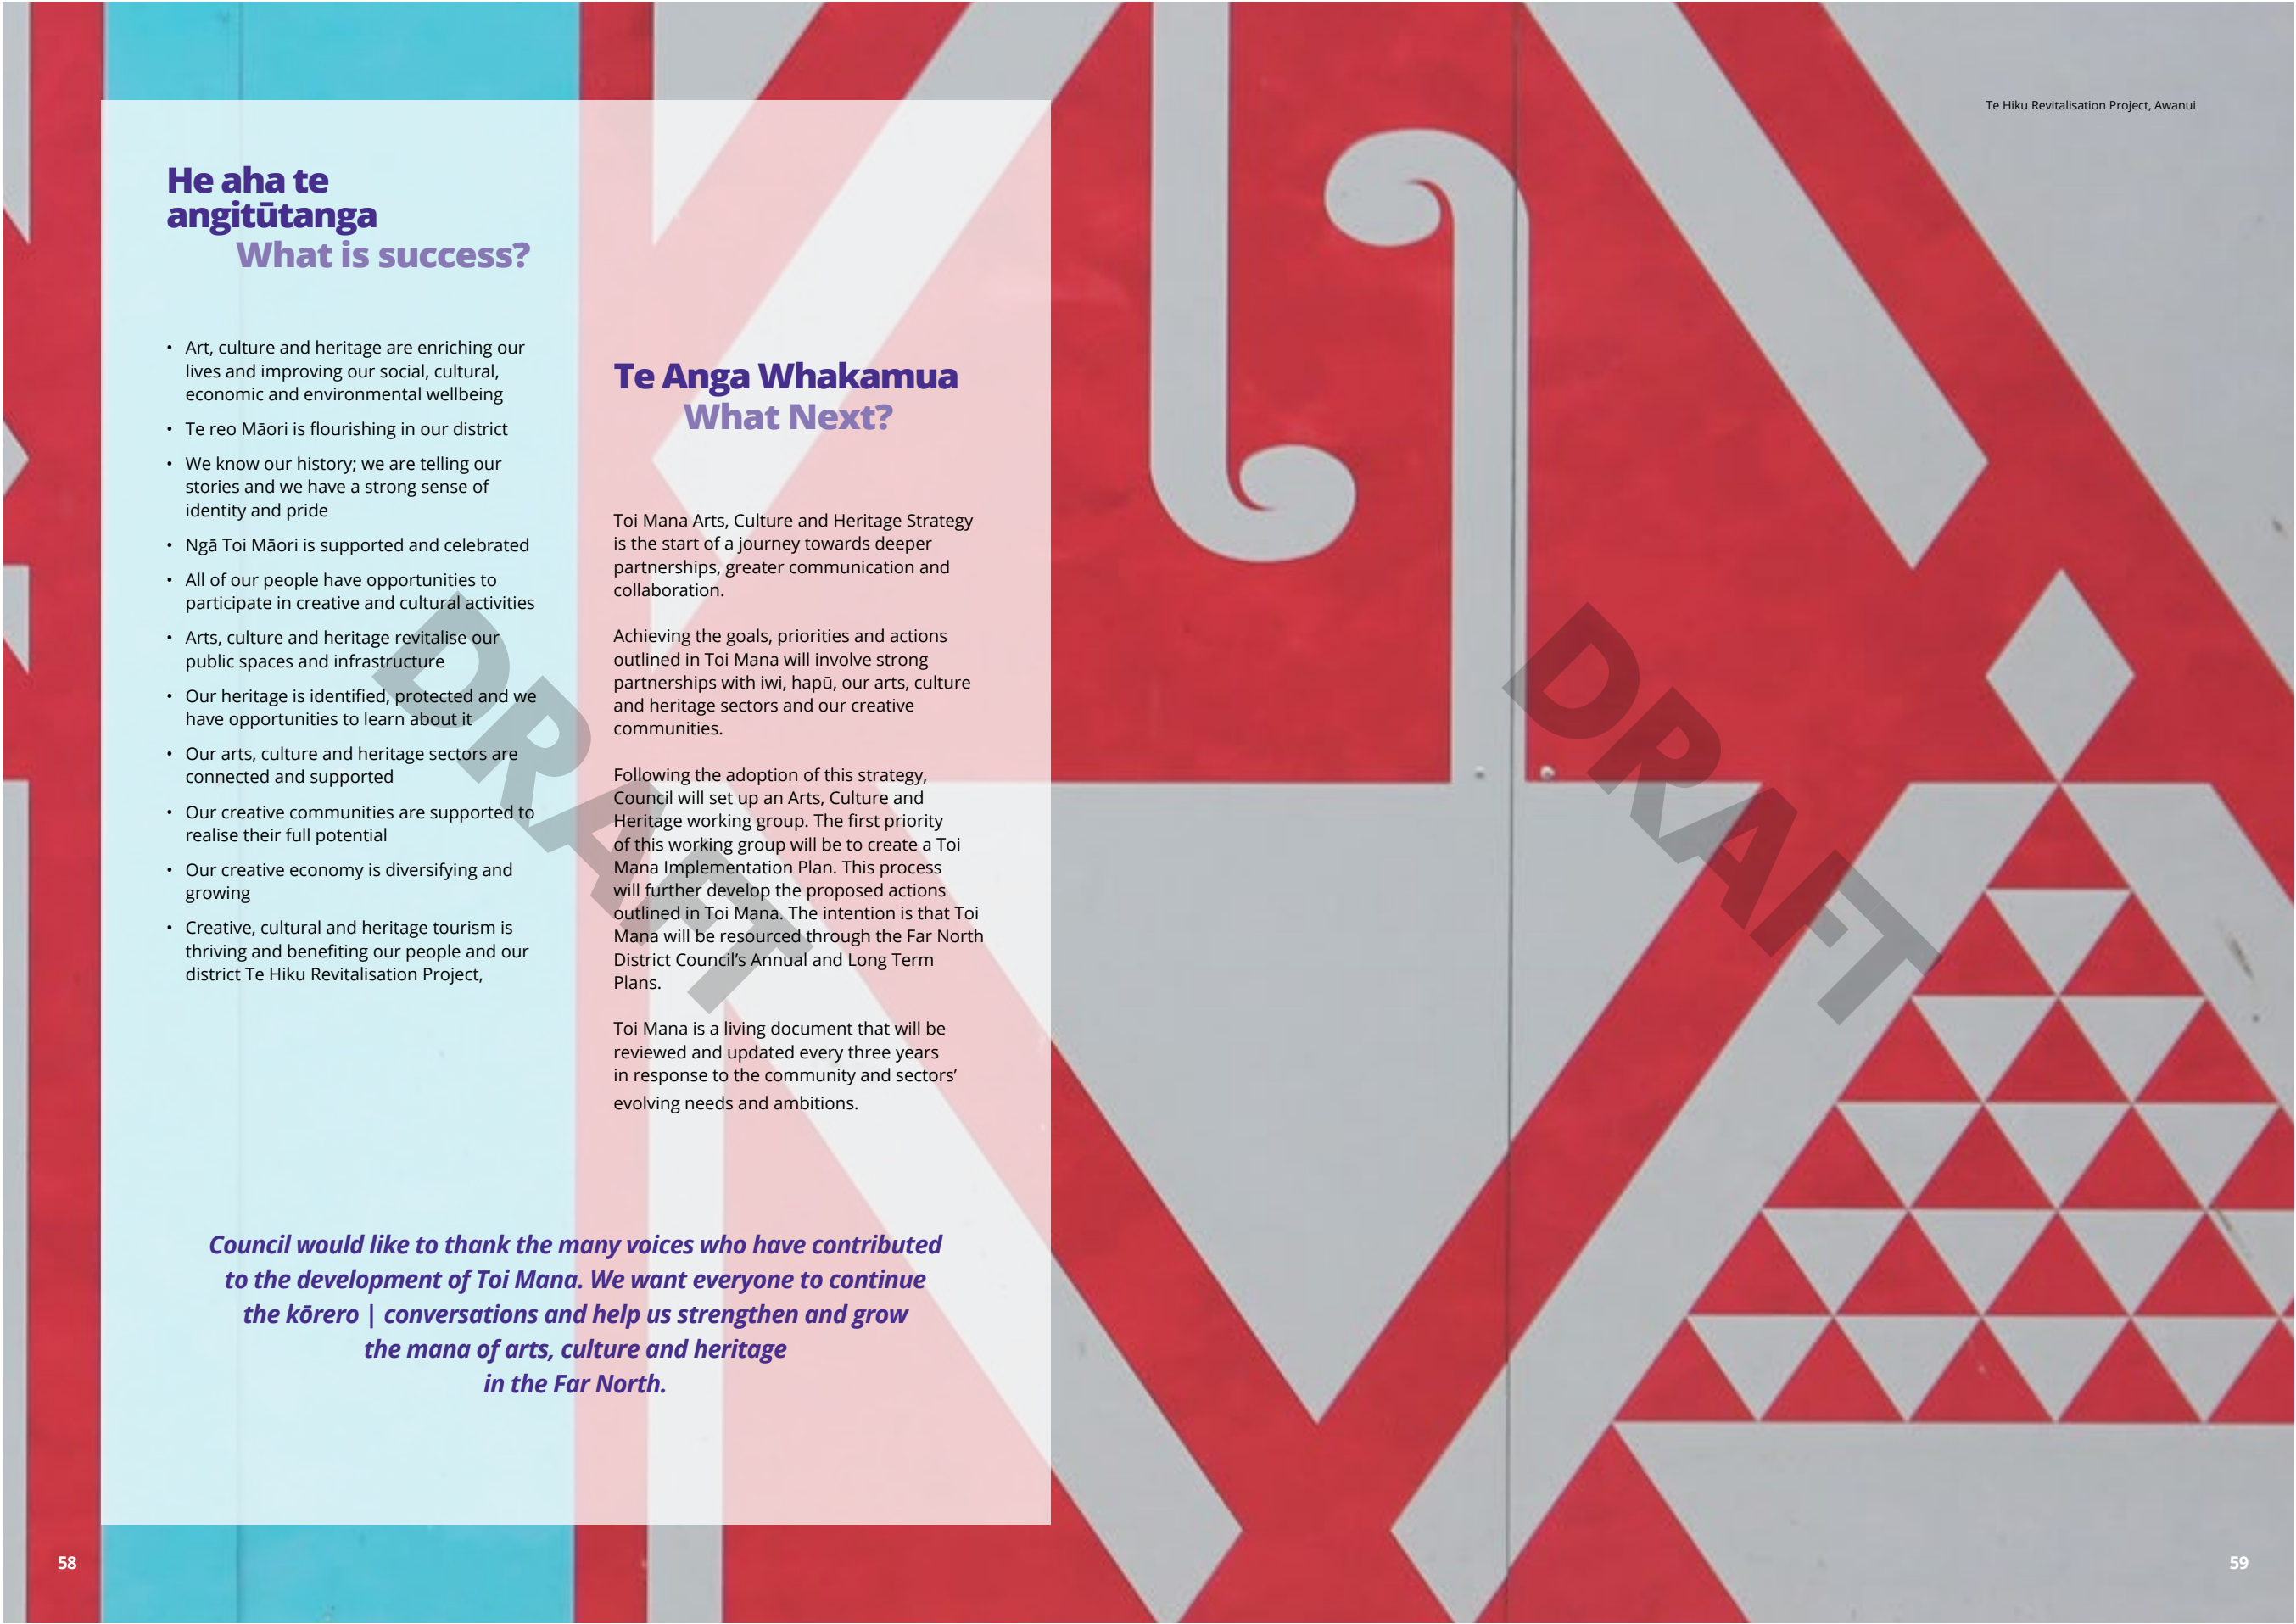 He aha te
angitūtanga
What is success?
• Art, culture and heritage are enriching our
lives and improving our social, cultural,
economic and environmental wellbeing
• Te reo Māori is flourishing in our district
• We know our history; we are telling our
stories and we have a strong sense of
identity and pride
• Ngā Toi Māori is supported and celebrated
• All of our people have opportunities to
participate in creative and cultural activities
• Arts, culture and heritage revitalise our
public spaces and infrastructure
• Our heritage is identified, protected and we
have opportunities to learn about it
• Our arts, culture and heritage sectors are
connected and supported
• Our creative communities are supported to
realise their full potential
• Our creative economy is diversifying and
growing
• Creative, cultural and heritage tourism is
thriving and benefiting our people and our
district Te Hiku Revitalisation Project,
Te Anga Whakamua
What Next?
Toi Mana Arts, Culture and Heritage Strategy
is the start of a journey towards deeper
partnerships, greater communication and
collaboration.
Achieving the goals, priorities and actions
outlined in Toi Mana will involve strong
partnerships with iwi, hapū, our arts, culture
and heritage sectors and our creative
communities.
Following the adoption of this strategy,
Council will set up an Arts, Culture and
Heritage working group. The first priority
of this working group will be to create a Toi
Mana Implementation Plan. This process
will further develop the proposed actions
outlined in Toi Mana. The intention is that Toi
Mana will be resourced through the Far North
District Council’s Annual and Long Term
Plans.
Toi Mana is a living document that will be
reviewed and updated every three years
in response to the community and sectors’
evolving needs and ambitions.
Council would like to thank the many voices who have contributed
to the development of Toi Mana. We want everyone to continue
the kōrero | conversations and help us strengthen and grow
the mana of arts, culture and heritage
in the Far North.
DRAFT
58
Te Hiku Revitalisation Project, Awanui
DRAFT
59